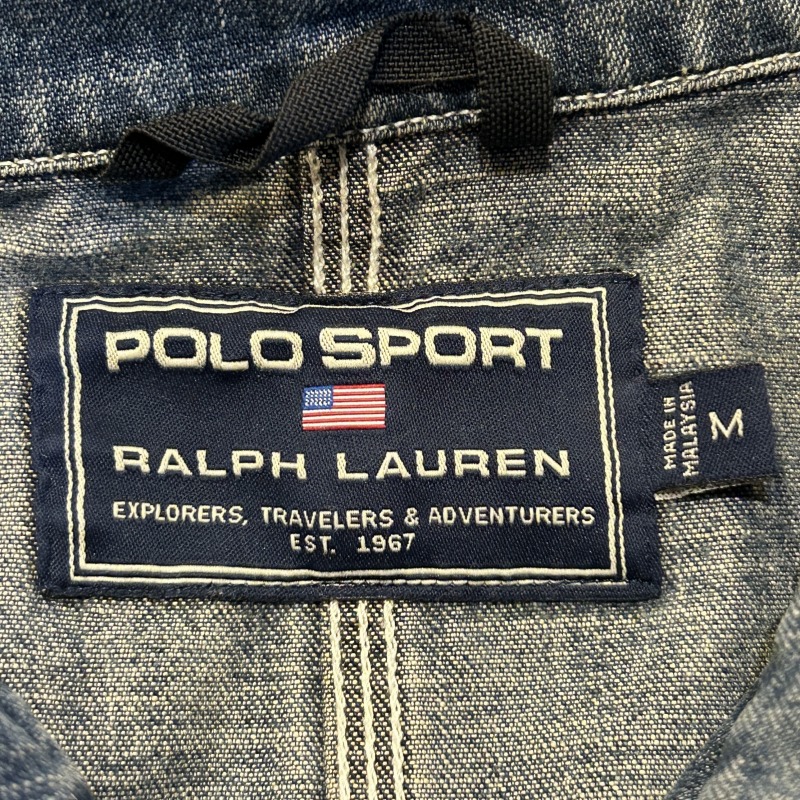 POLO SPORT
RALPH LAUREN
EXPLORERS, TRAVELERS & ADVENTURERS
EST. 1967
MADE IN
MALAYSIA
M